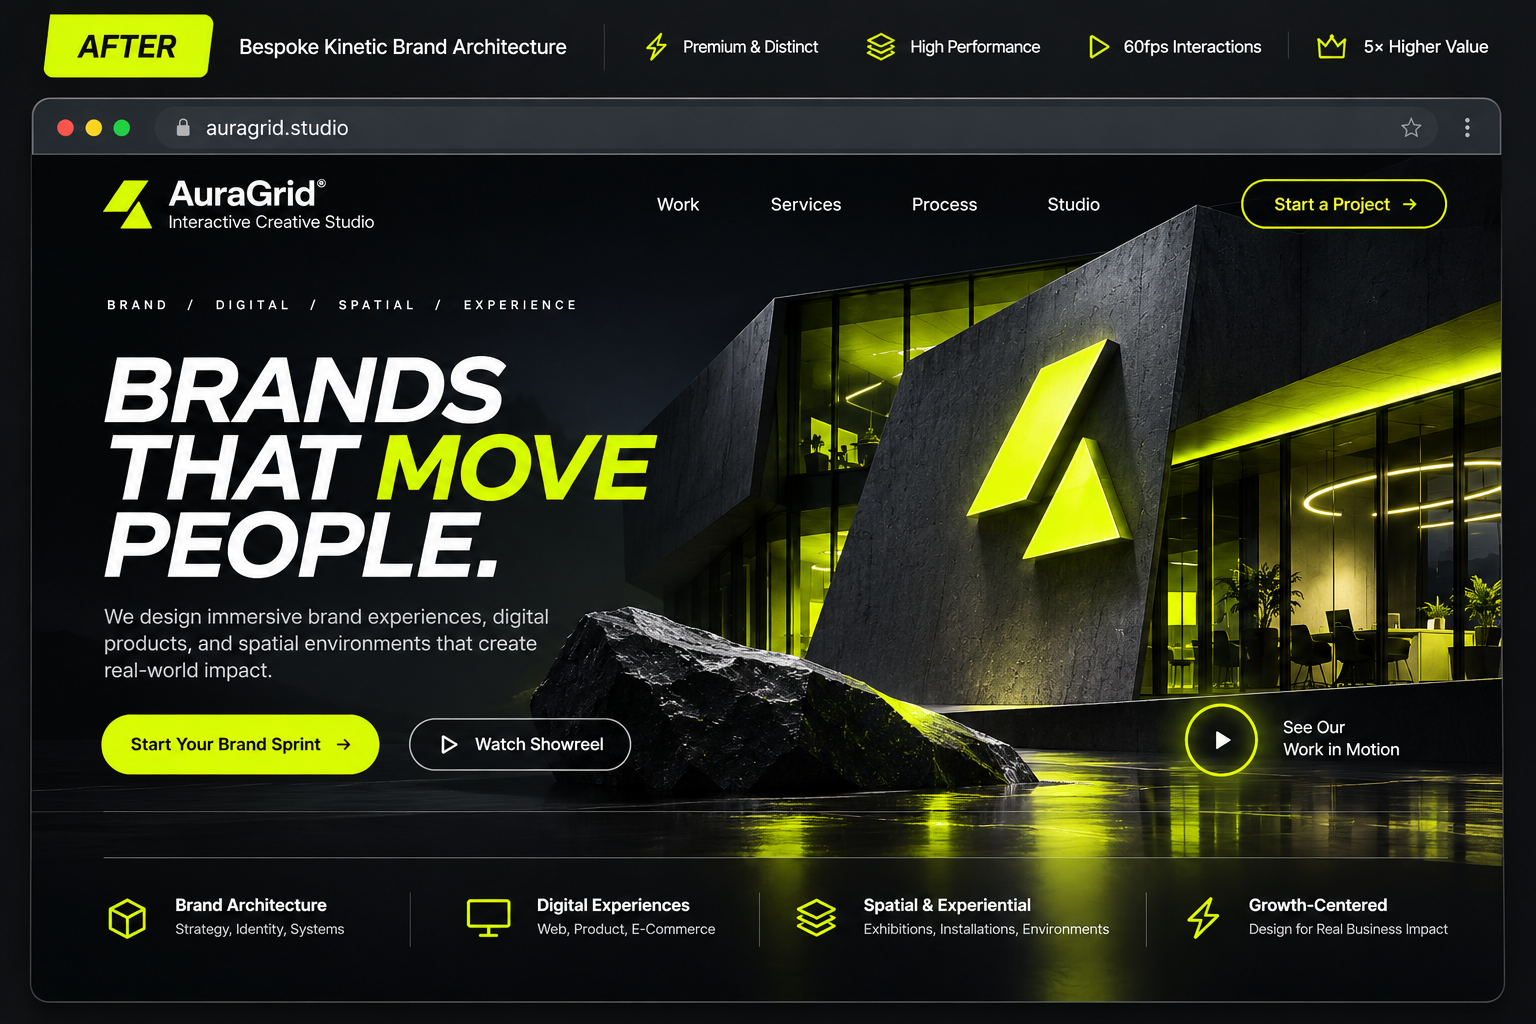 AFTER
Bespoke Kinetic Brand Architecture
Premium & Distinct
High Performance
60fps Interactions
5× Higher Value
auragrid.studio
AuraGrid®
Interactive Creative Studio
Work
Services
Process
Studio
Start a Project →
BRAND / DIGITAL / SPATIAL / EXPERIENCE
BRANDS
THAT MOVE
PEOPLE.
We design immersive brand experiences, digital
products, and spatial environments that create
real-world impact.
Start Your Brand Sprint →
Watch Showreel
See Our
Work in Motion
Brand Architecture
Strategy, Identity, Systems
Digital Experiences
Web, Product, E-Commerce
Spatial & Experiential
Exhibitions, Installations, Environments
Growth-Centered
Design for Real Business Impact